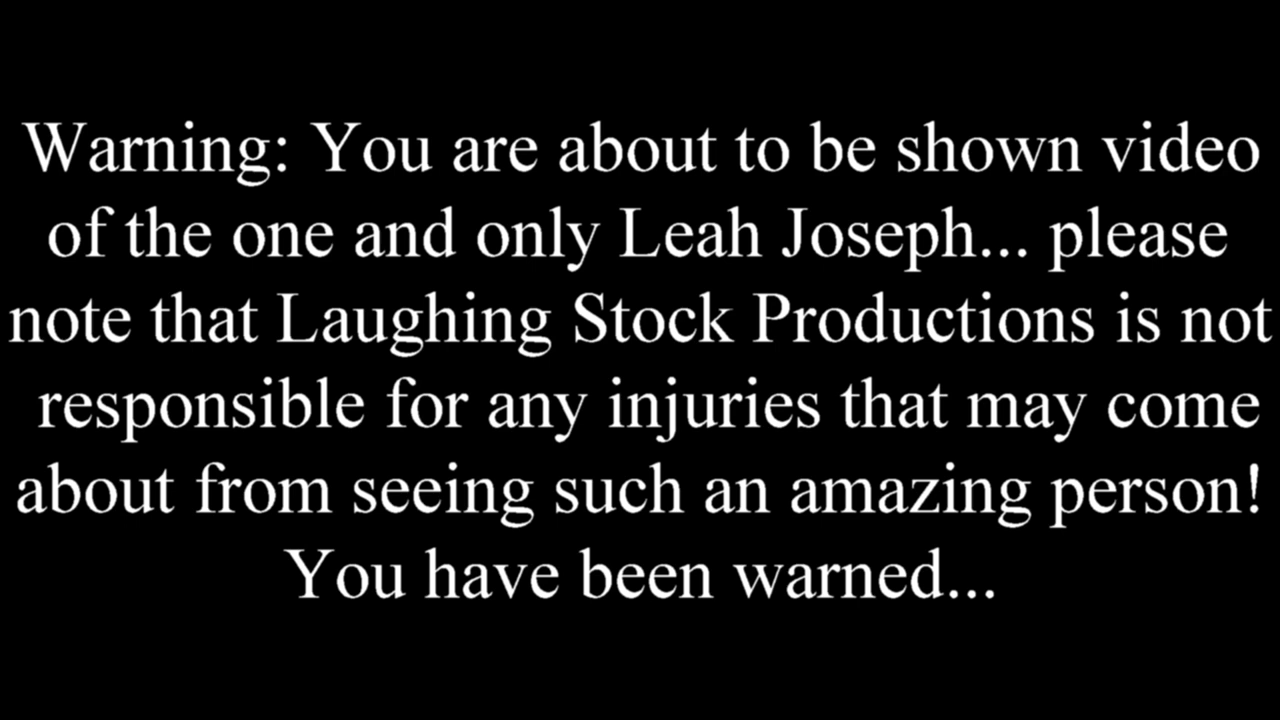 Warning: You are about to be shown video
of the one and only Leah Joseph... please
note that Laughing Stock Productions is not
responsible for any injuries that may come
about from seeing such an amazing person!
You have been warned...